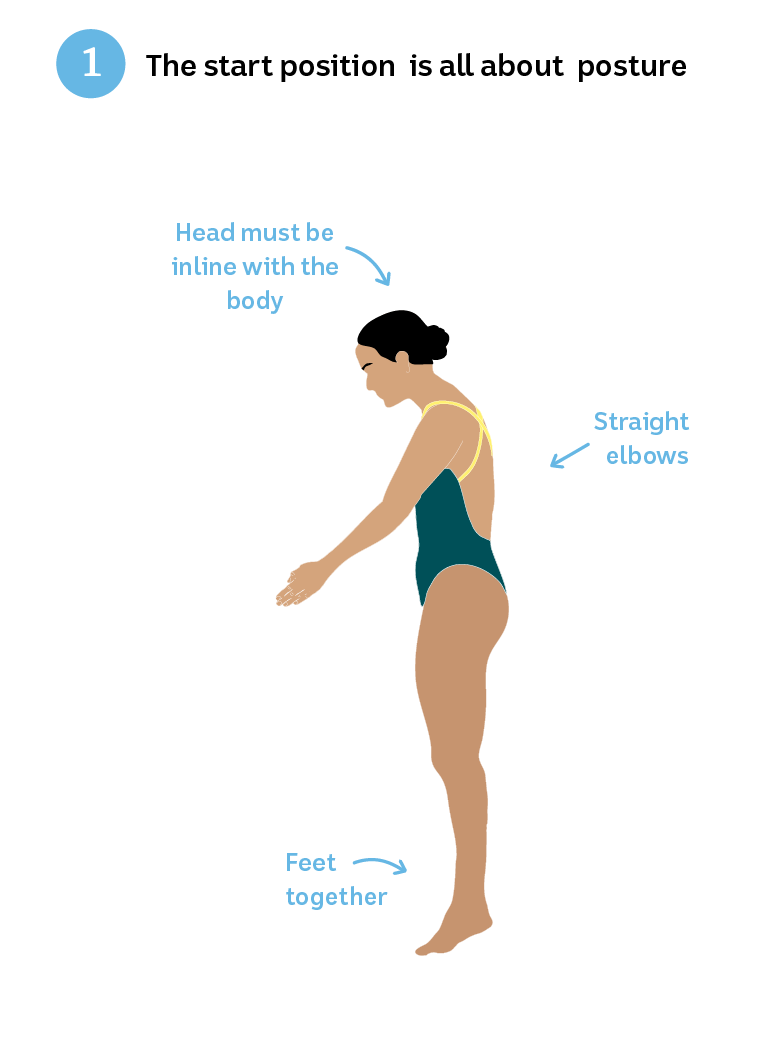 1 The start position is all about posture
Head must be
inline with the
body
Straight
elbows
Feet
together